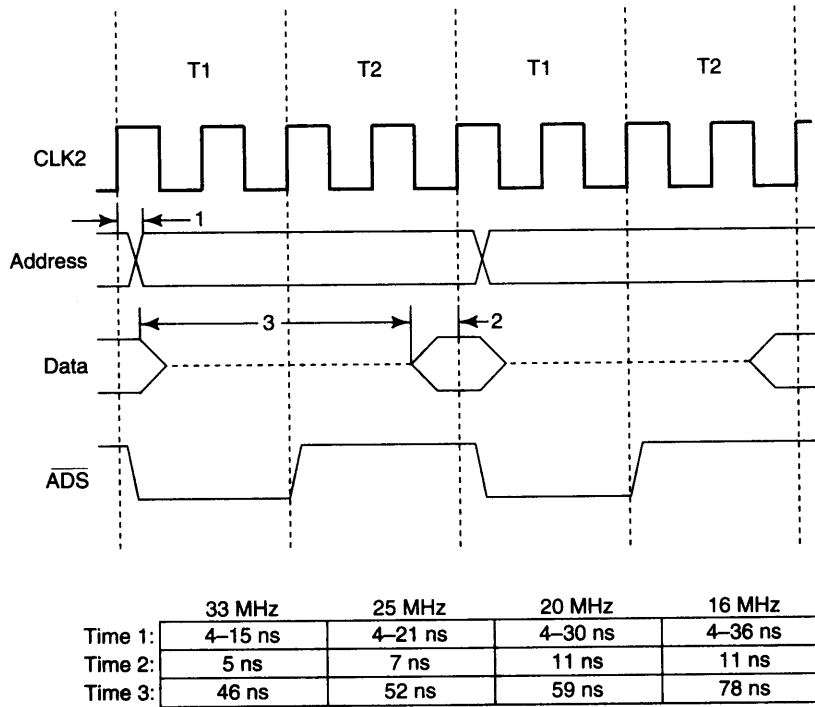 T1 T2 T1 T2
CLK2
1
Address
3 2
Data
ADS
33 MHz 25 MHz 20 MHz 16 MHz
Time 1: 4–15 ns 4–21 ns 4–30 ns 4–36 ns
Time 2: 5 ns 7 ns 11 ns 11 ns
Time 3: 46 ns 52 ns 59 ns 78 ns